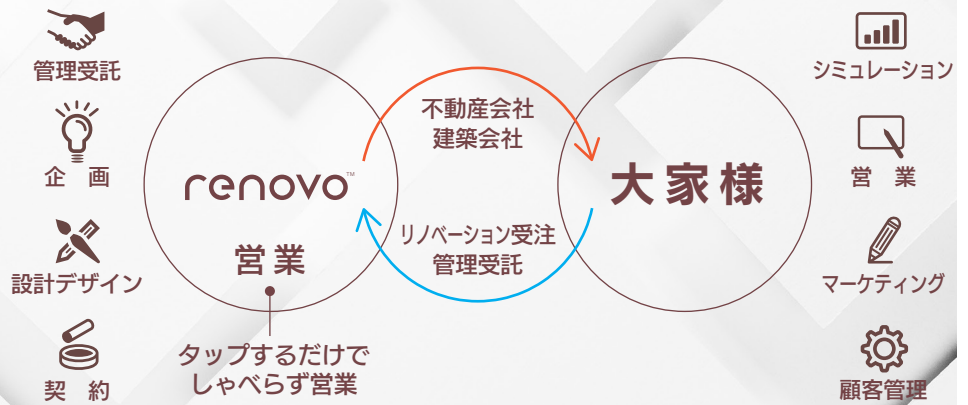 管理受託
企　画
設計デザイン
契　約
renovo™
営業
タップするだけで
しゃべらず営業
不動産会社
建築会社
リノベーション受注
管理受託
大家様
シミュレーション
営　業
マーケティング
顧客管理